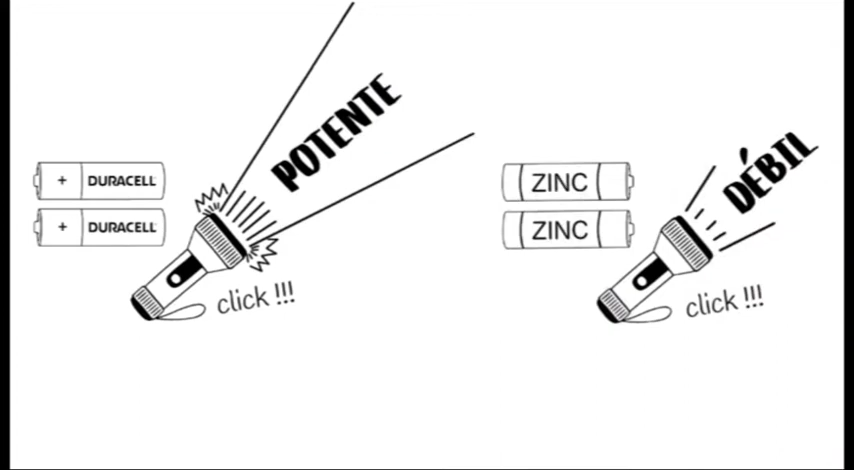 POTENTE
+ DURACELL
+ DURACELL
click !!!
DÉBIL
ZINC
ZINC
click !!!